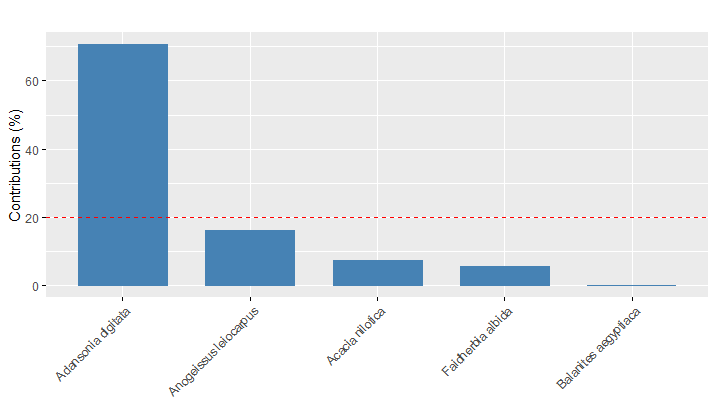 Contributions (%)
60
40
20
0
Adansonia digitata
Anogeissus leiocarpus
Acacia nilotica
Faidherbia albida
Balanites aegyptiaca